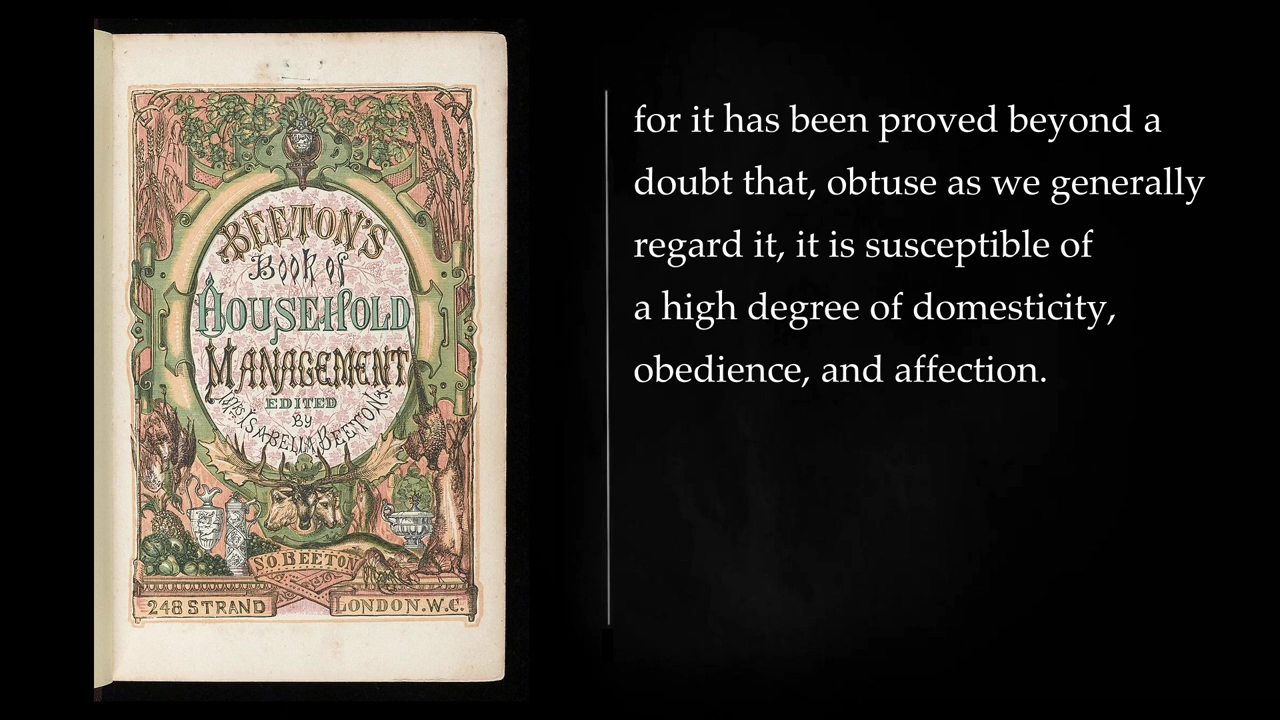 BEETON'S
Book of
HOUSEHOLD
MANAGEMENT
EDITED
BY
MRS ISABELLA BEETON
S.O. BEETON
248 STRAND
LONDON.W.C.
for it has been proved beyond a
doubt that, obtuse as we generally
regard it, it is susceptible of
a high degree of domesticity,
obedience, and affection.